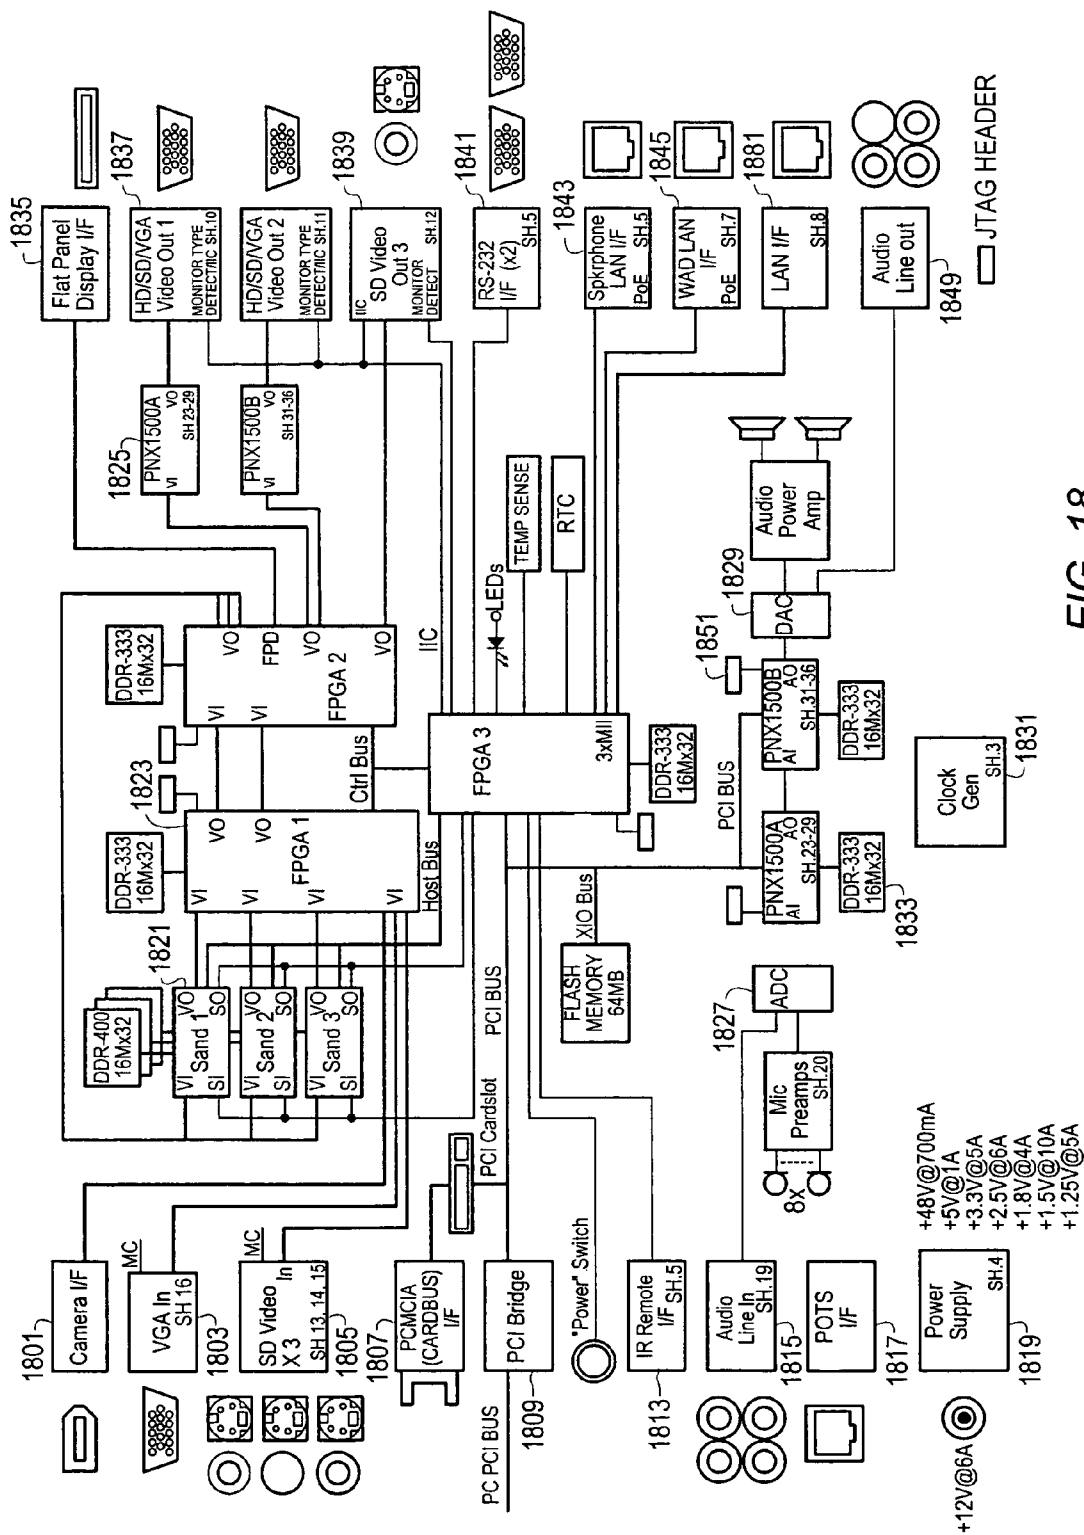 1801
Camera I/F
MC
VGA In
SH 16
1803
MC
SD Video In
X 3
SH 13, 14, 15
1805
1807
PCMCIA
(CARDBUS)
I/F
PCI Cardslot
PC PCI BUS
PCI Bridge
1809
PCI BUS
"Power" Switch
IR Remote
I/F SH.5
1813
Audio
Line In
SH.19
1815
POTS
I/F
1817
Power
Supply
SH.4
1819
+12V@6A
+48V@700mA
+5V@1A
+3.3V@5A
+2.5V@6A
+1.8V@4A
+1.5V@10A
+1.25V@5A
DDR-400
16Mx32
1821
VI VO
Sand 1
SI SO
VI VO
Sand 2
SI SO
VI VO
Sand 3
SI SO
8x
Mic
Preamps
SH.20
1827
ADC
FLASH
MEMORY
64MB
XIO Bus
DDR-333
16Mx32
1823
VI VO
VI VO
FPGA 1
VI
VI
Host Bus
Ctrl Bus
DDR-333
16Mx32
VI VO
FPD
VI VO
FPGA 2
VO
IIC
FPGA 3
3xMII
DDR-333
16Mx32
LEDs
TEMP SENSE
RTC
PCI BUS
PNX1500A
AI AO
SH.23-29
DDR-333
16Mx32
1833
1851
PNX1500B
AI AO
SH.31-36
DDR-333
16Mx32
1829
DAC
Audio
Power
Amp
Clock
Gen
SH.3
1831
1825
PNX1500A
VI VO
SH 23-29
PNX1500B
VI VO
SH 31-36
1835
Flat Panel
Display I/F
1837
HD/SD/VGA
Video Out 1
MONITOR TYPE
DETECT/IIC SH.10
HD/SD/VGA
Video Out 2
MONITOR TYPE
DETECT/IIC SH.11
1839
IIC
SD Video
Out 3
MONITOR
DETECT SH.12
1841
RS-232
I/F (x2)
SH.5
1843
Spkrphone
LAN I/F
PoE SH.5
1845
WAD LAN
I/F
PoE SH.7
1881
LAN I/F
SH.8
Audio
Line out
1849
JTAG HEADER
FIG. 18